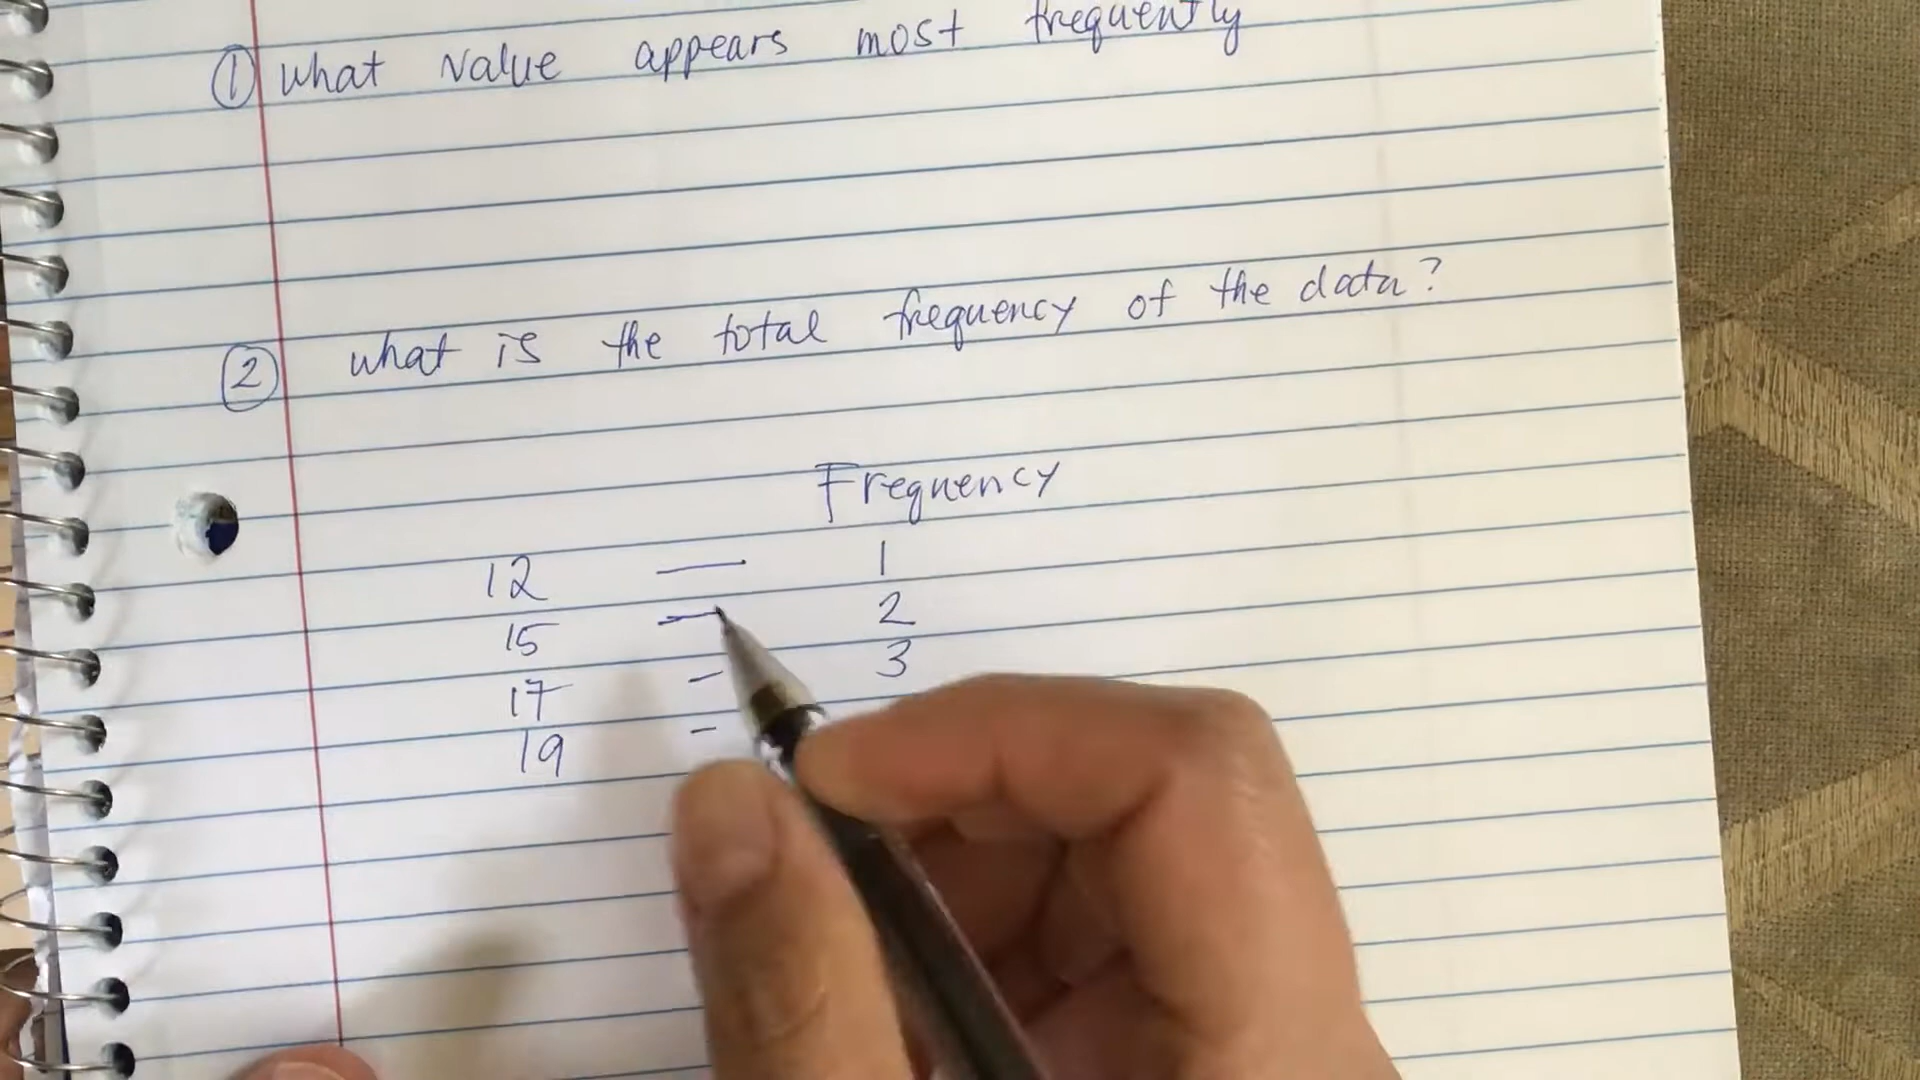 ① what value appears most frequently
② what is the total frequency of the data?
Frequency
12 — 1
15 — 2
17 - 3
19 -